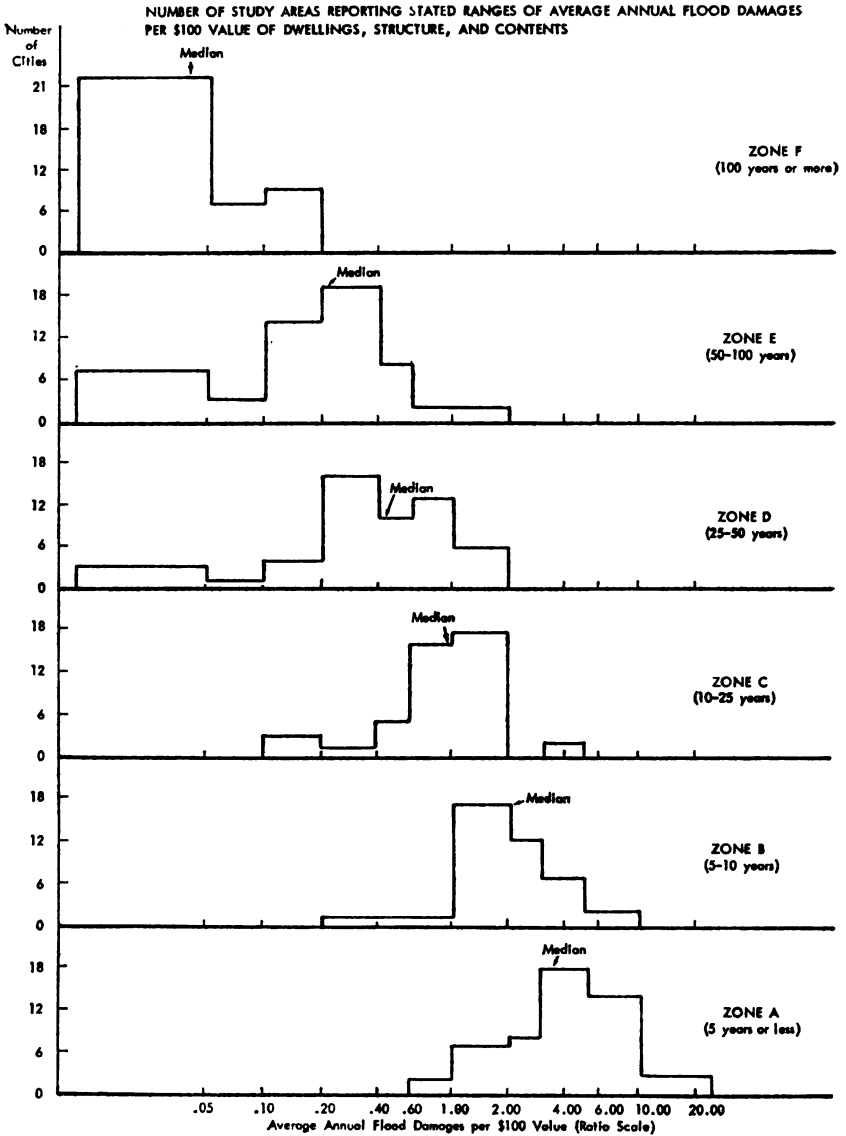 NUMBER OF STUDY AREAS REPORTING STATED RANGES OF AVERAGE ANNUAL FLOOD DAMAGES
PER $100 VALUE OF DWELLINGS, STRUCTURE, AND CONTENTS
Number
of
Cities
Median
21
18
12
6
0
ZONE F
(100 years or more)
Median
18
12
6
0
ZONE E
(50-100 years)
18
12
6
0
Median
ZONE D
(25-50 years)
18
12
6
0
Median
ZONE C
(10-25 years)
18
12
6
0
Median
ZONE B
(5-10 years)
18
12
6
0
Median
ZONE A
(5 years or less)
.05 .10 .20 .40 .60 1.00 2.00 4.00 6.00 10.00 20.00
Average Annual Flood Damages per $100 Value (Ratio Scale)